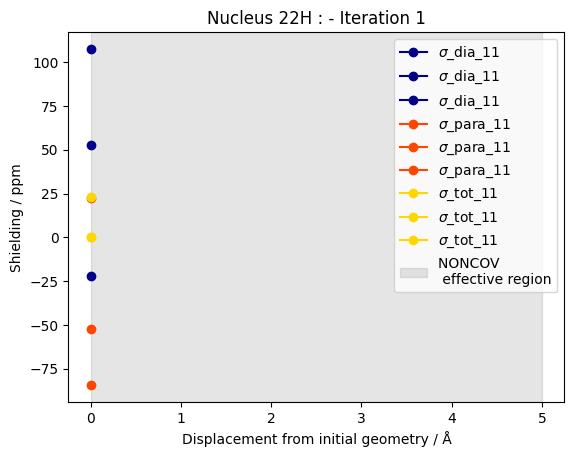 Nucleus 22H : - Iteration 1
σ_dia_11
σ_dia_11
σ_dia_11
σ_para_11
σ_para_11
σ_para_11
σ_tot_11
σ_tot_11
σ_tot_11
NONCOV
effective region
Shielding / ppm
100
75
50
25
0
−25
−50
−75
0 1 2 3 4 5
Displacement from initial geometry / Å